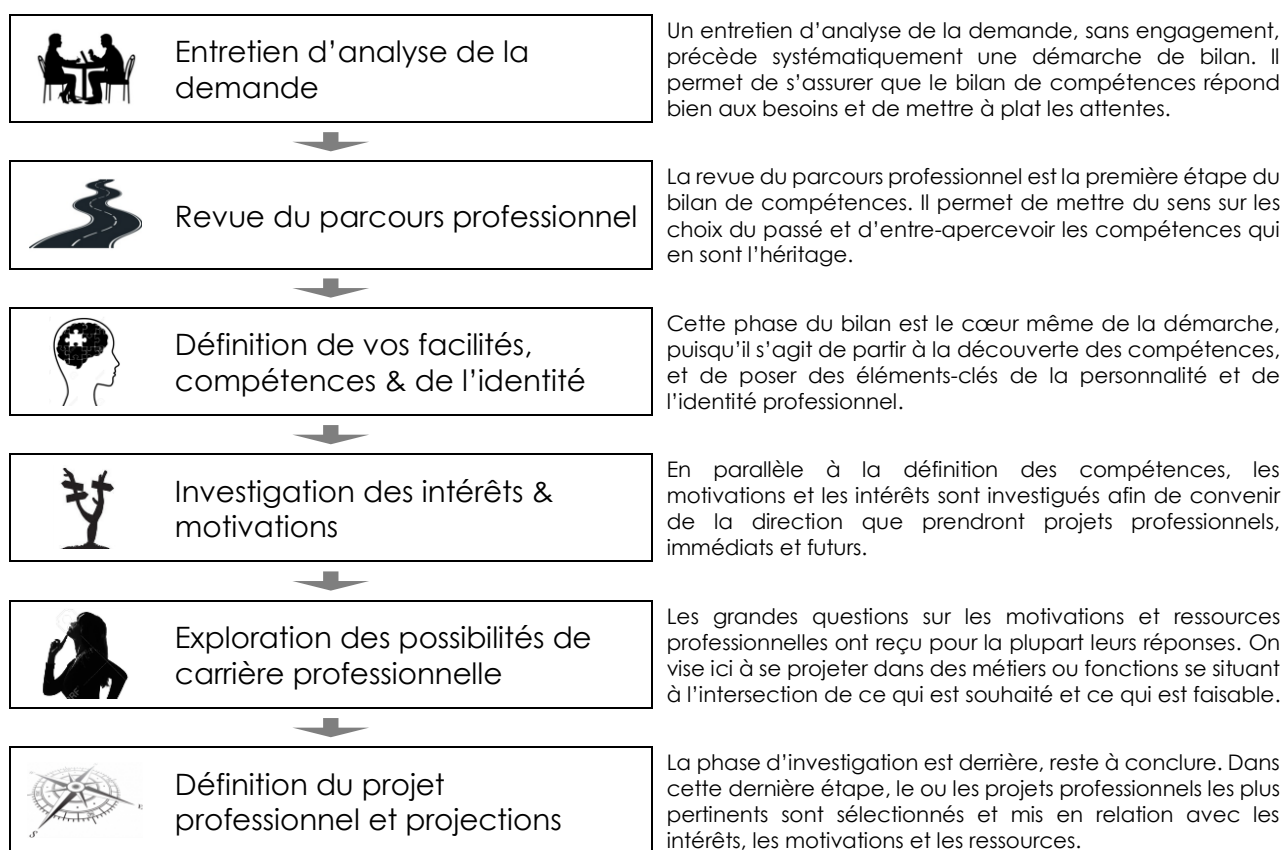 Entretien d’analyse de la
demande
Un entretien d’analyse de la demande, sans engagement,
précède systématiquement une démarche de bilan. Il
permet de s’assurer que le bilan de compétences répond
bien aux besoins et de mettre à plat les attentes.
Revue du parcours professionnel
La revue du parcours professionnel est la première étape du
bilan de compétences. Il permet de mettre du sens sur les
choix du passé et d’entre-apercevoir les compétences qui
en sont l’héritage.
Définition de vos facilités,
compétences & de l’identité
Cette phase du bilan est le cœur même de la démarche,
puisqu’il s’agit de partir à la découverte des compétences,
et de poser des éléments-clés de la personnalité et de
l’identité professionnel.
Investigation des intérêts &
motivations
En parallèle à la définition des compétences, les
motivations et les intérêts sont investigués afin de convenir
de la direction que prendront projets professionnels,
immédiats et futurs.
Exploration des possibilités de
carrière professionnelle
Les grandes questions sur les motivations et ressources
professionnelles ont reçu pour la plupart leurs réponses. On
vise ici à se projeter dans des métiers ou fonctions se situant
à l’intersection de ce qui est souhaité et ce qui est faisable.
Définition du projet
professionnel et projections
La phase d’investigation est derrière, reste à conclure. Dans
cette dernière étape, le ou les projets professionnels les plus
pertinents sont sélectionnés et mis en relation avec les
intérêts, les motivations et les ressources.